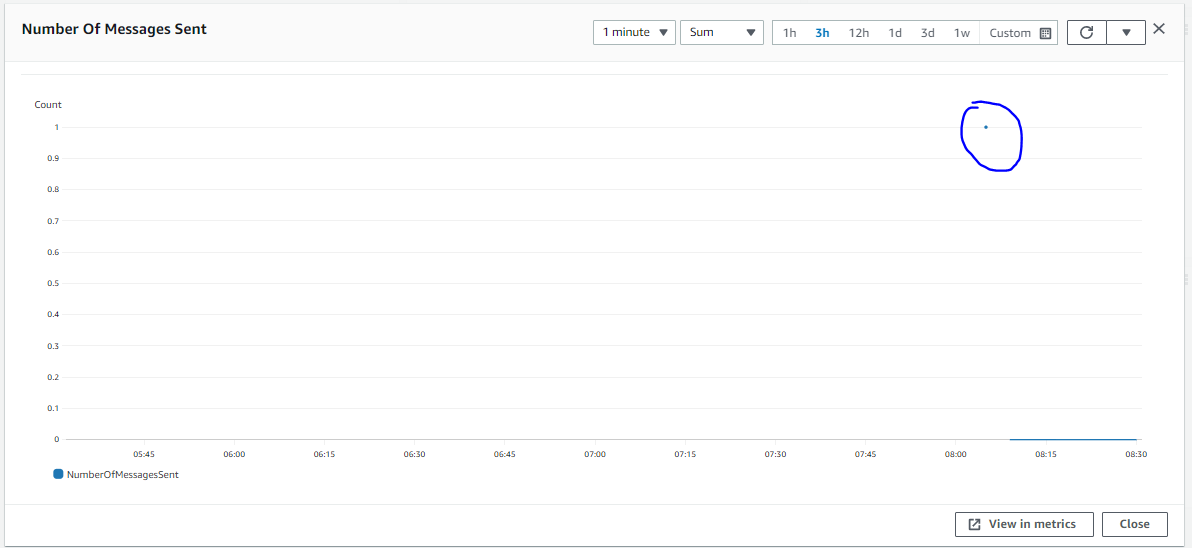 Number Of Messages Sent
1 minute Sum 1h 3h 12h 1d 3d 1w Custom
Count
1
0.9
0.8
0.7
0.6
0.5
0.4
0.3
0.2
0.1
0
05:45 06:00 06:15 06:30 06:45 07:00 07:15 07:30 07:45 08:00 08:15 08:30
NumberOfMessagesSent
View in metrics Close